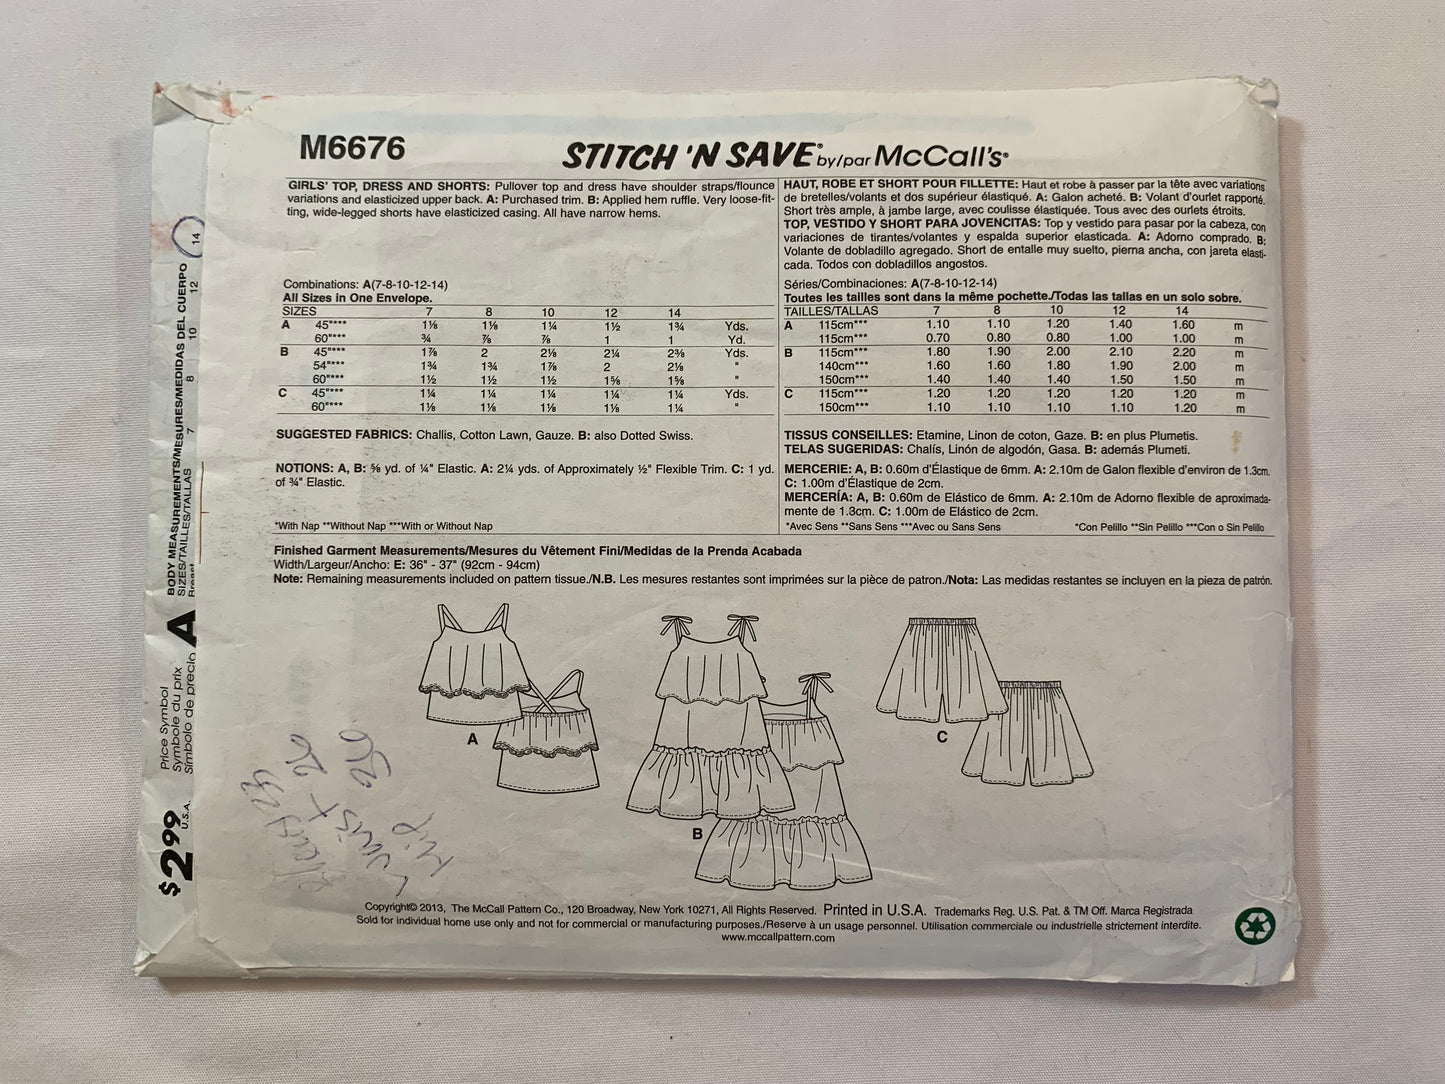 M6676
STITCH 'N SAVE® by/par McCall's®
GIRLS' TOP, DRESS AND SHORTS: Pullover top and dress have shoulder straps/flounce
variations and elasticized upper back. A: Purchased trim. B: Applied hem ruffle. Very loose-fit-
ting, wide-legged shorts have elasticized casing. All have narrow hems.
HAUT, ROBE ET SHORT POUR FILLETTE: Haut et robe à passer par la tête avec variations
de bretelles/volants et dos supérieur élastiqué. A: Galon acheté. B: Volant d'ourlet rapporté.
Short très ample, à jambe large, avec coulisse élastiquée. Tous avec des ourlets étroits.
TOP, VESTIDO Y SHORT PARA JOVENCITAS: Top y vestido para pasar por la cabeza, con
variaciones de tirantes/volantes y espalda superior elasticada. A: Adorno comprado. B:
Volante de dobladillo agregado. Short de entalle muy suelto, pierna ancha, con jareta elasti-
cada. Todos con dobladillos angostos.
Combinations: A(7-8-10-12-14)
All Sizes in One Envelope.
SIZES 7 8 10 12 14
A 45"*** 1⅛ 1⅛ 1¼ 1½ 1¾ Yds.
60"*** ¾ ⅞ ⅞ 1 1 Yd.
B 45"*** 1⅞ 2 2⅛ 2¼ 2⅜ Yds.
54"*** 1¾ 1¾ 1⅞ 2 2⅛ "
60"*** 1½ 1½ 1½ 1⅝ 1⅝ "
C 45"*** 1¼ 1¼ 1¼ 1¼ 1¼ Yds.
60"*** 1⅛ 1⅛ 1⅛ 1⅛ 1¼ "
Séries/Combinaciones: A(7-8-10-12-14)
Toutes les tailles sont dans la même pochette./Todas las tallas en un solo sobre.
TAILLES/TALLAS 7 8 10 12 14
A 115cm*** 1.10 1.10 1.20 1.40 1.60 m
115cm*** 0.70 0.80 0.80 1.00 1.00 m
B 115cm*** 1.80 1.90 2.00 2.10 2.20 m
140cm*** 1.60 1.60 1.80 1.90 2.00 m
150cm*** 1.40 1.40 1.40 1.50 1.50 m
C 115cm*** 1.20 1.20 1.20 1.20 1.20 m
150cm*** 1.10 1.10 1.10 1.10 1.20 m
SUGGESTED FABRICS: Challis, Cotton Lawn, Gauze. B: also Dotted Swiss.
NOTIONS: A, B: ⅝ yd. of ¼" Elastic. A: 2¼ yds. of Approximately ½" Flexible Trim. C: 1 yd.
of ¾" Elastic.
*With Nap **Without Nap ***With or Without Nap
TISSUS CONSEILLES: Etamine, Linon de coton, Gaze. B: en plus Plumetis.
TELAS SUGERIDAS: Chalís, Linón de algodón, Gasa. B: además Plumeti.
MERCERIE: A, B: 0.60m d'Élastique de 6mm. A: 2.10m de Galon flexible d'environ de 1.3cm.
C: 1.00m d'Élastique de 2cm.
MERCERÍA: A, B: 0.60m de Elástico de 6mm. A: 2.10m de Adorno flexible de aproximada-
mente de 1.3cm. C: 1.00m de Elástico de 2cm.
*Avec Sens **Sans Sens ***Avec ou Sans Sens *Con Pelillo **Sin Pelillo ***Con o Sin Pelillo
Finished Garment Measurements/Mesures du Vêtement Fini/Medidas de la Prenda Acabada
Width/Largeur/Ancho: E: 36" - 37" (92cm - 94cm)
Note: Remaining measurements included on pattern tissue./N.B. Les mesures restantes sont imprimées sur la pièce de patron./Nota: Las medidas restantes se incluyen en la pieza de patrón.
A
B
C
Copyright© 2013, The McCall Pattern Co., 120 Broadway, New York 10271, All Rights Reserved. Printed in U.S.A. Trademarks Reg. U.S. Pat. & TM Off. Marca Registrada
Sold for individual home use only and not for commercial or manufacturing purposes./Reserve à un usage personnel. Utilisation commerciale ou industrielle strictement interdite.
www.mccallpattern.com
BODY MEASUREMENTS/MESURES/MEDIDAS DEL CUERPO
SIZES/TAILLES/TALLAS 7 8 10 12 14
Breast
Price Symbol
Symbole du prix
Símbolo de precio
A
$2.99
U.S.A.